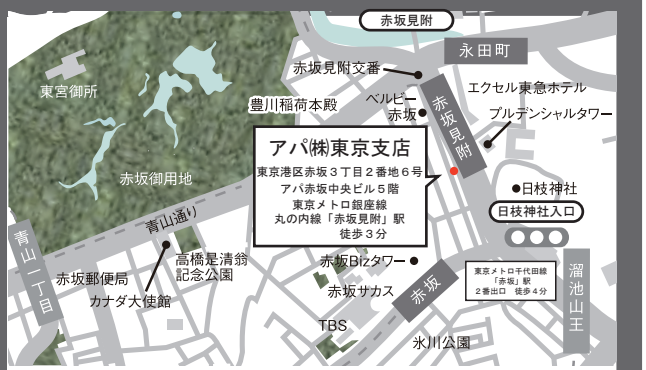 赤坂見附
永田町
赤坂見附交番
エクセル東急ホテル
東宮御所
ベルビー
赤坂
プルデンシャルタワー
豊川稲荷本殿
赤坂見附
アパ㈱東京支店
東京港区赤坂３丁目２番地６号
アパ赤坂中央ビル５階
東京メトロ銀座線
丸の内線「赤坂見附」駅
徒歩３分
赤坂御用地
日枝神社
日枝神社入口
青山通り
青山一丁目
高橋是清翁
記念公園
赤坂Bizタワー
東京メトロ千代田線
「赤坂」駅
２番出口　徒歩４分
溜池山王
赤坂郵便局
カナダ大使館
赤坂サカス
赤坂
TBS
氷川公園